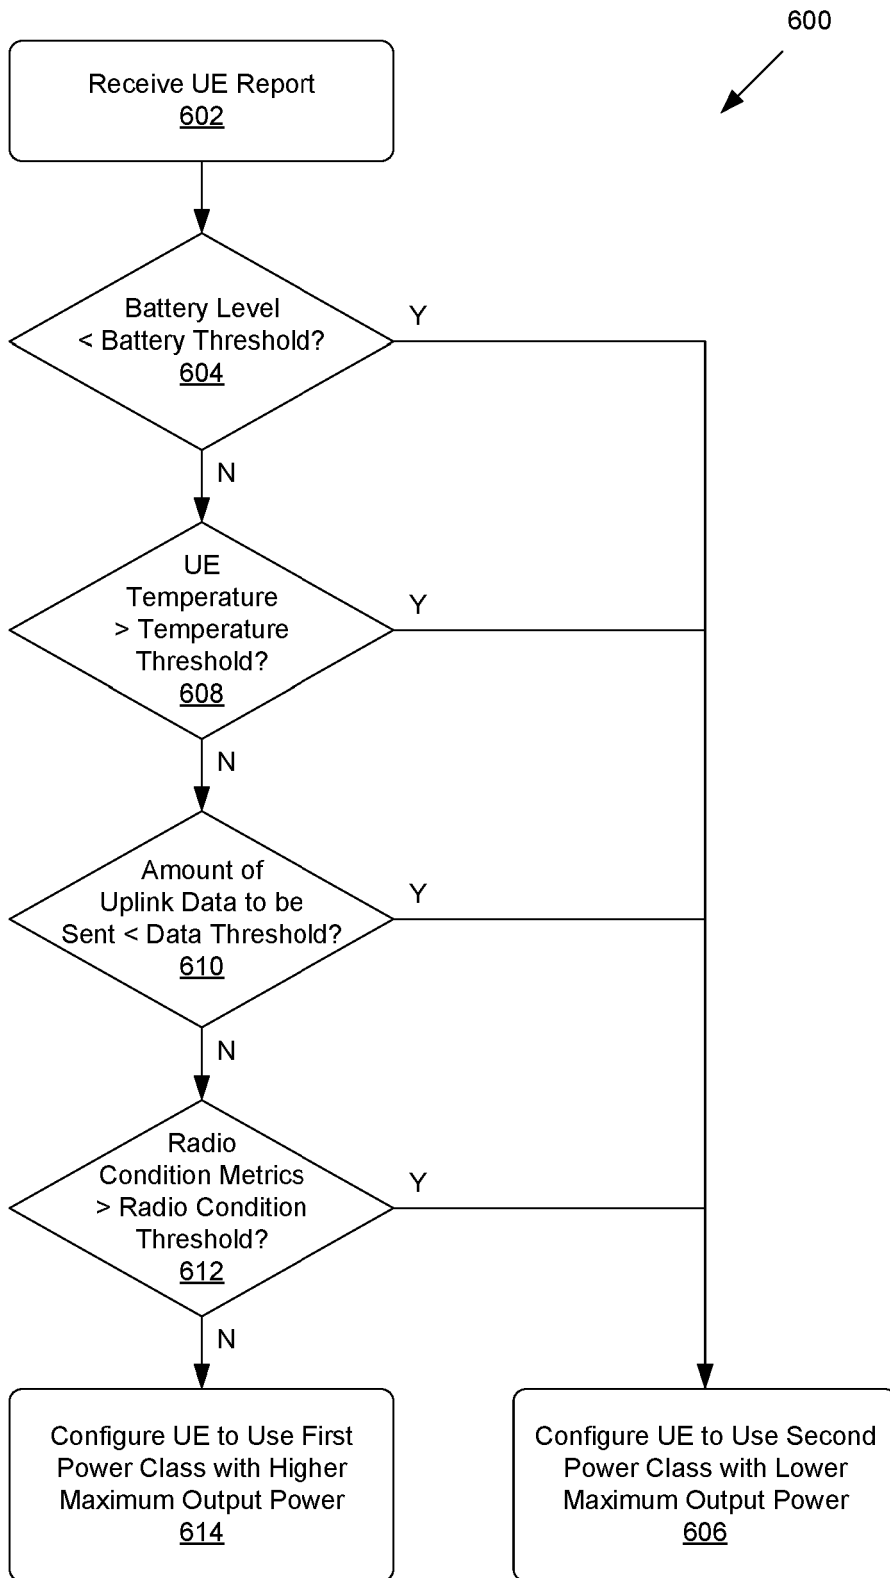 600
Receive UE Report
602
Battery Level
< Battery Threshold?
604
Y
N
UE
Temperature
> Temperature
Threshold?
608
Y
N
Amount of
Uplink Data to be
Sent < Data Threshold?
610
Y
N
Radio
Condition Metrics
> Radio Condition
Threshold?
612
Y
N
Configure UE to Use First
Power Class with Higher
Maximum Output Power
614
Configure UE to Use Second
Power Class with Lower
Maximum Output Power
606